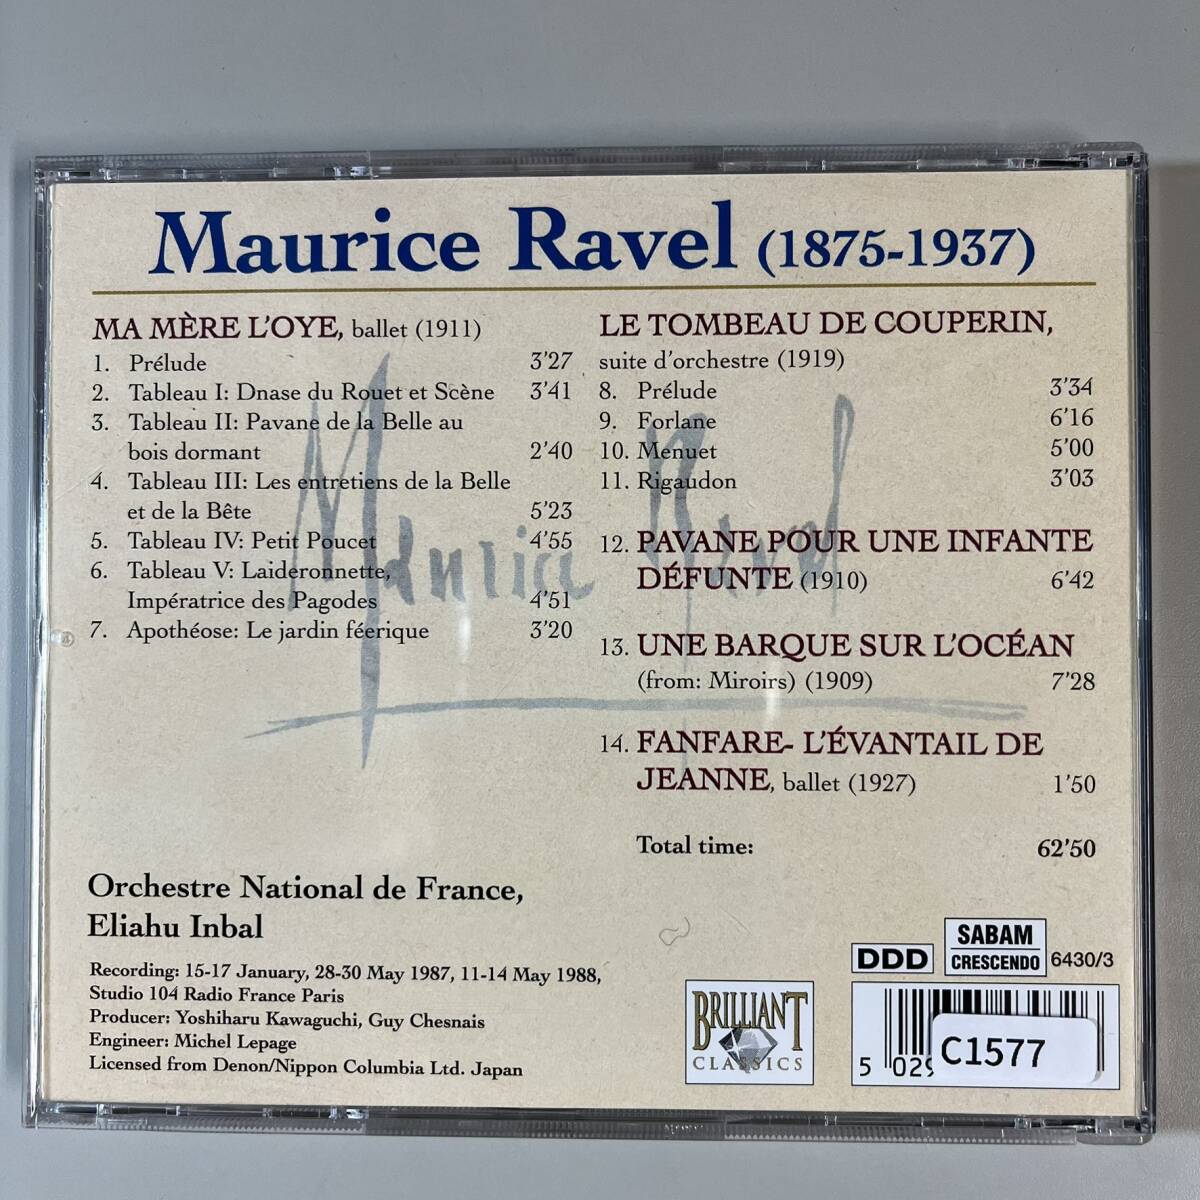 Maurice Ravel (1875-1937)
MA MÈRE L'OYE, ballet (1911)
1. Prélude 3'27
2. Tableau I: Dnase du Rouet et Scène 3'41
3. Tableau II: Pavane de la Belle au
bois dormant 2'40
4. Tableau III: Les entretiens de la Belle
et de la Bête 5'23
5. Tableau IV: Petit Poucet 4'55
6. Tableau V: Laideronnette,
Impératrice des Pagodes 4'51
7. Apothéose: Le jardin féerique 3'20
LE TOMBEAU DE COUPERIN,
suite d'orchestre (1919)
8. Prélude 3'34
9. Forlane 6'16
10. Menuet 5'00
11. Rigaudon 3'03
12. PAVANE POUR UNE INFANTE
DÉFUNTE (1910) 6'42
13. UNE BARQUE SUR L'OCÉAN
(from: Miroirs) (1909) 7'28
14. FANFARE- L'ÉVANTAIL DE
JEANNE, ballet (1927) 1'50
Total time: 62'50
Maurice Ravel
Orchestre National de France,
Eliahu Inbal
Recording: 15-17 January, 28-30 May 1987, 11-14 May 1988,
Studio 104 Radio France Paris
Producer: Yoshiharu Kawaguchi, Guy Chesnais
Engineer: Michel Lepage
Licensed from Denon/Nippon Columbia Ltd. Japan
BRILLIANT
CLASSICS
DDD
SABAM
CRESCENDO
6430/3
5 029
C1577